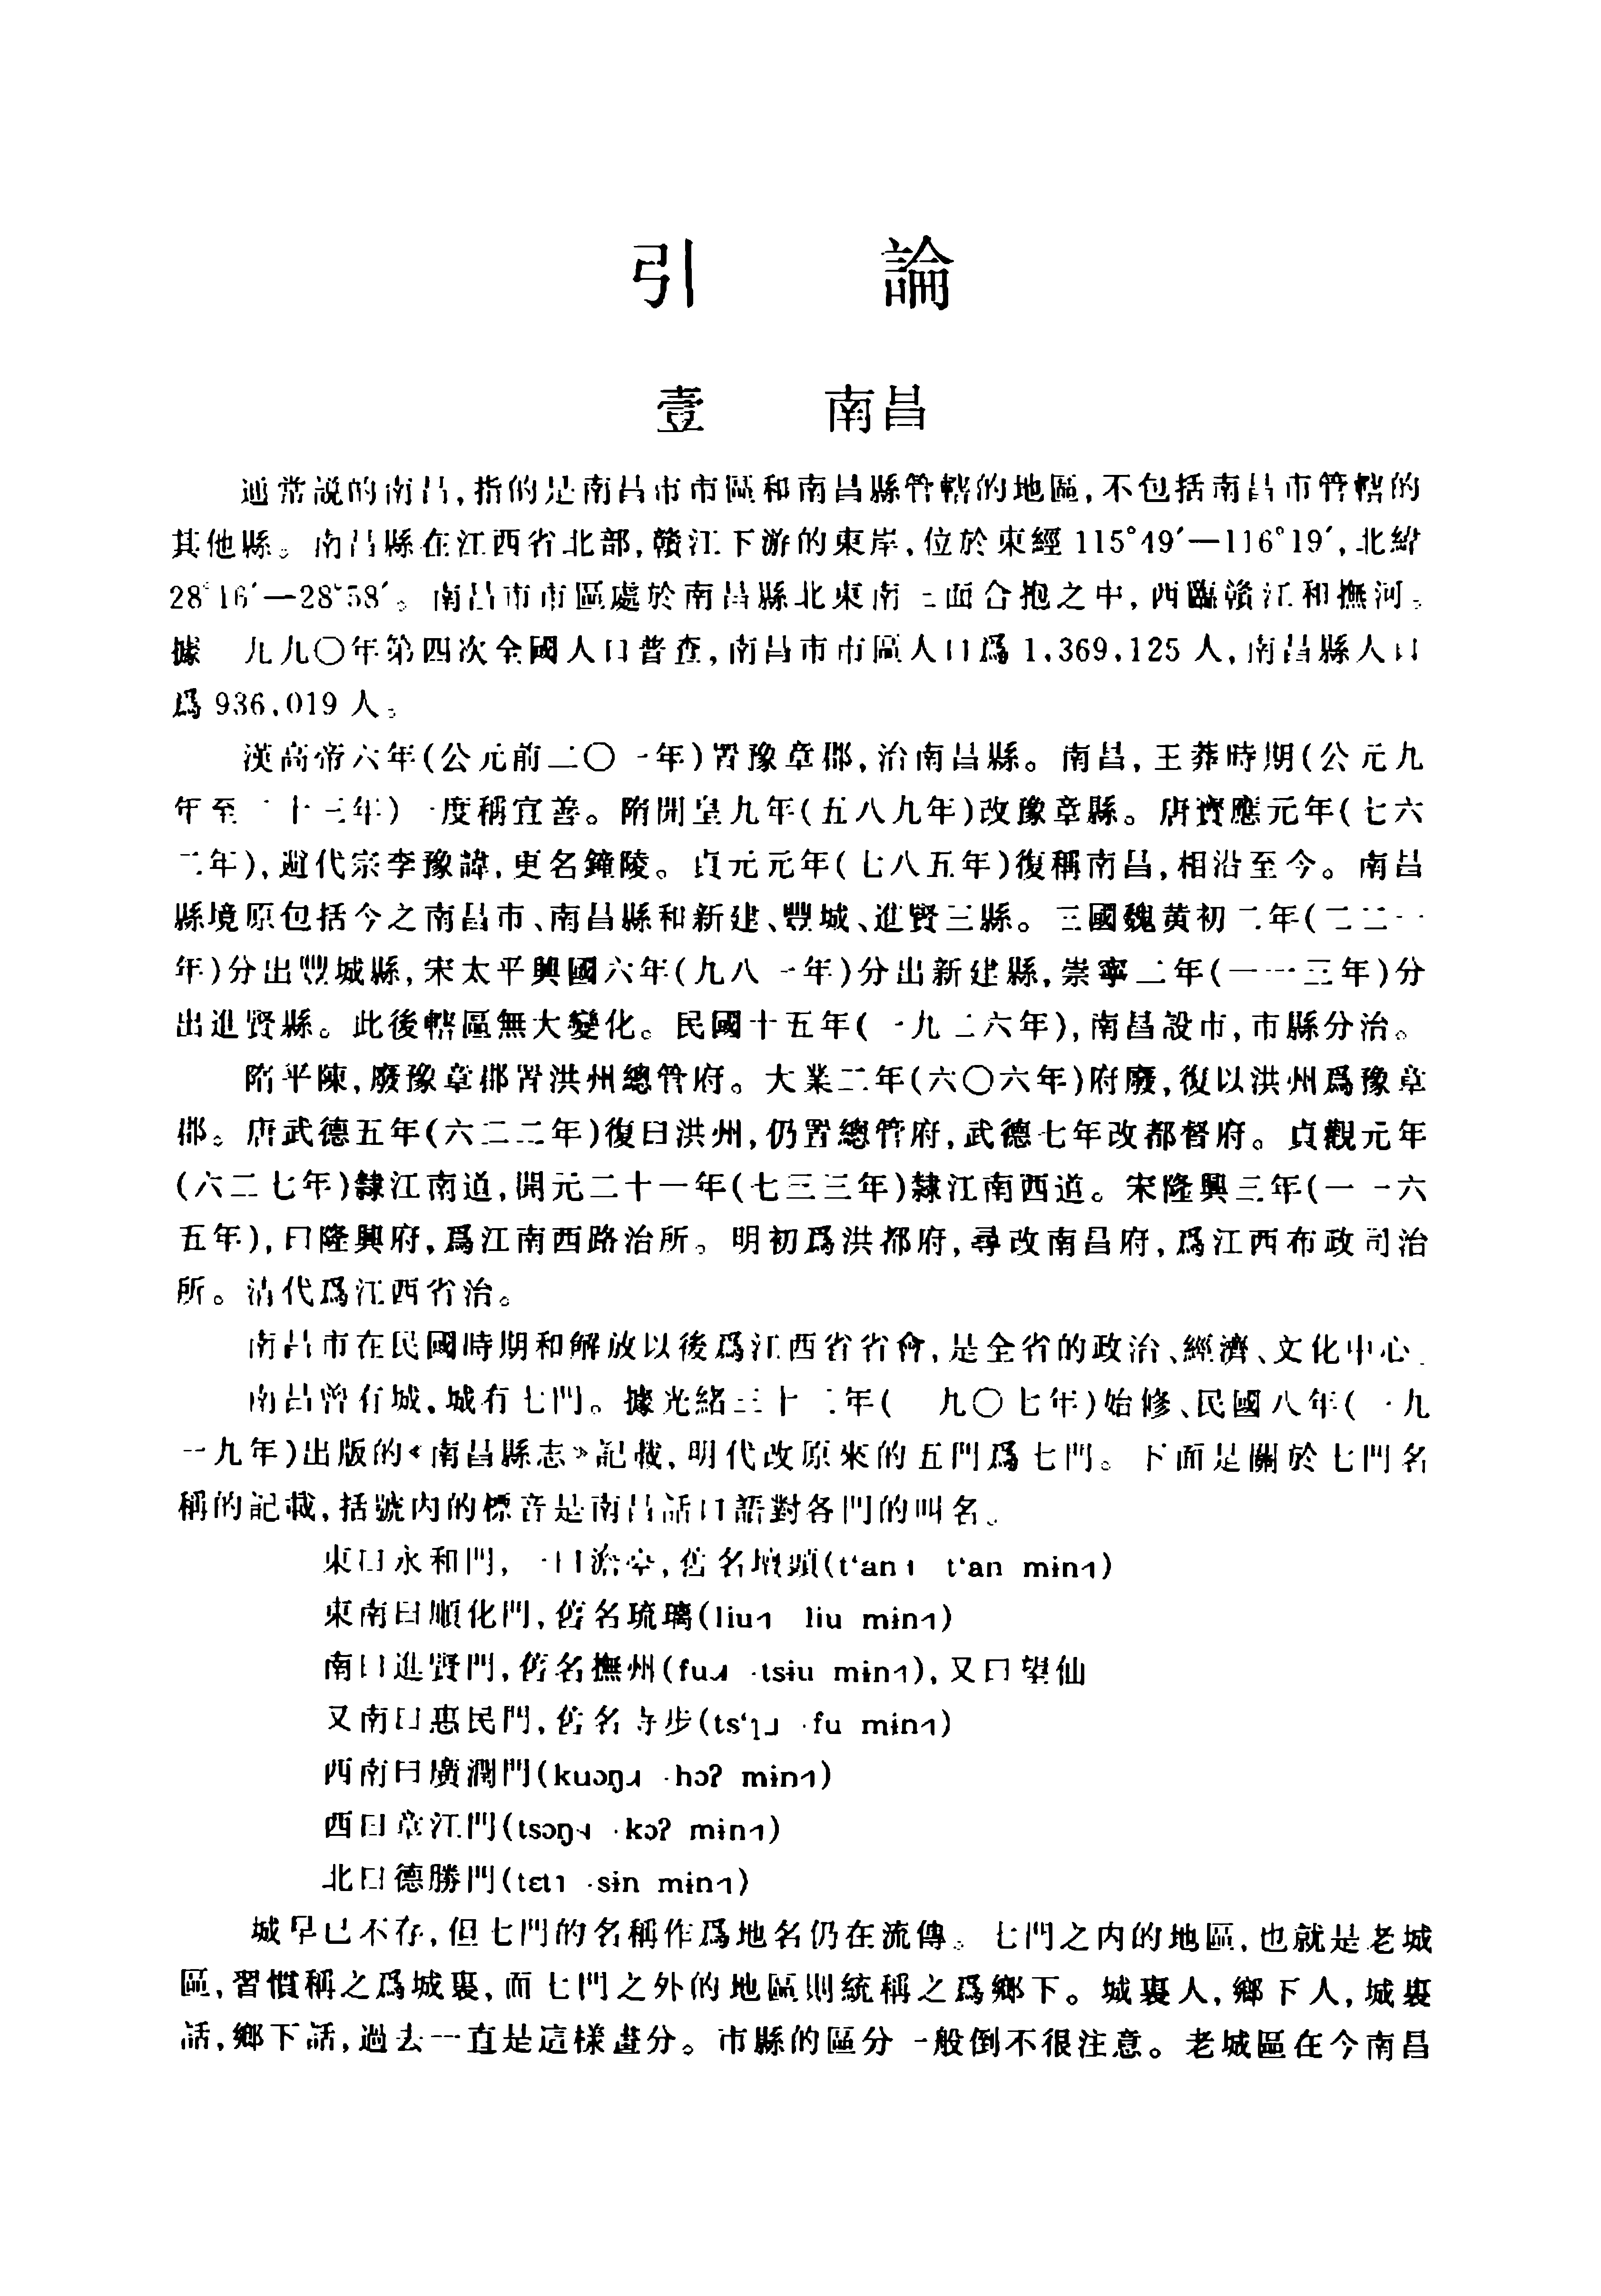 引 論
壹 南昌
通常説的南昌,指的是南昌市市區和南昌縣管轄的地區,不包括南昌市管轄的
其他縣。南昌縣在江西省北部,贛江下游的東岸,位於東經115°49′—116°19′,北緯
28°16′—28°58′。南昌市市區處於南昌縣北東南三面合抱之中,西臨贛江和撫河。
據一九九〇年第四次全國人口普查,南昌市市區人口爲1,369,125人,南昌縣人口
爲936,019人。
漢高帝六年(公元前二〇一年)置豫章郡,治南昌縣。南昌,王莽時期(公元九
年至二十三年)一度稱宜善。隋開皇九年(五八九年)改豫章縣。唐寶應元年(七六
二年),避代宗李豫諱,更名鐘陵。貞元元年(七八五年)復稱南昌,相沿至今。南昌
縣境原包括今之南昌市、南昌縣和新建、豐城、進賢三縣。三國魏黄初二年(二二一
年)分出豐城縣,宋太平興國六年(九八一年)分出新建縣,崇寧二年(一一〇三年)分
出進賢縣。此後轄區無大變化。民國十五年(一九二六年),南昌設市,市縣分治。
隋平陳,廢豫章郡置洪州總管府。大業二年(六〇六年)府廢,復以洪州爲豫章
郡。唐武德五年(六二二年)復曰洪州,仍置總管府,武德七年改都督府。貞觀元年
(六二七年)隸江南道,開元二十一年(七三三年)隸江南西道。宋隆興三年(一一六
五年),曰隆興府,爲江南西路治所。明初爲洪都府,尋改南昌府,爲江西布政司治
所。清代爲江西省治。
南昌市在民國時期和解放以後爲江西省省會,是全省的政治、經濟、文化中心。
南昌曾有城,城有七門。據光緒三十二年(一九〇七年)始修、民國八年(一九
一九年)出版的《南昌縣志》記載,明代改原來的五門爲七門。下面是關於七門名
稱的記載,括號内的標音是南昌話口語對各門的叫名。
東曰永和門,一曰澹臺,舊名壇頭(tʻan˥ tʻan mɨn˧˥)
東南曰順化門,舊名琉璃(liu˧˥ liu mɨn˧˥)
南曰進賢門,舊名撫州(fu˨˩˧ ·tsɨu mɨn˧˥),又曰望仙
又南曰惠民門,舊名寺步(tsʻɿ˩ ·fu mɨn˧˥)
西南曰廣潤門(kuɔŋ˨˩˧ ·hɔʔ mɨn˧˥)
西曰章江門(tsɔŋ˦˨ ·kɔʔ mɨn˧˥)
北曰德勝門(tɛt˥ ·sɨn mɨn˧˥)
城早已不存,但七門的名稱作爲地名仍在流傳。七門之内的地區,也就是老城
區,習慣稱之爲城裏,而七門之外的地區則統稱之爲鄉下。城裏人,鄉下人,城裏
話,鄉下話,過去一直是這樣畫分。市縣的區分一般倒不很注意。老城區在今南昌